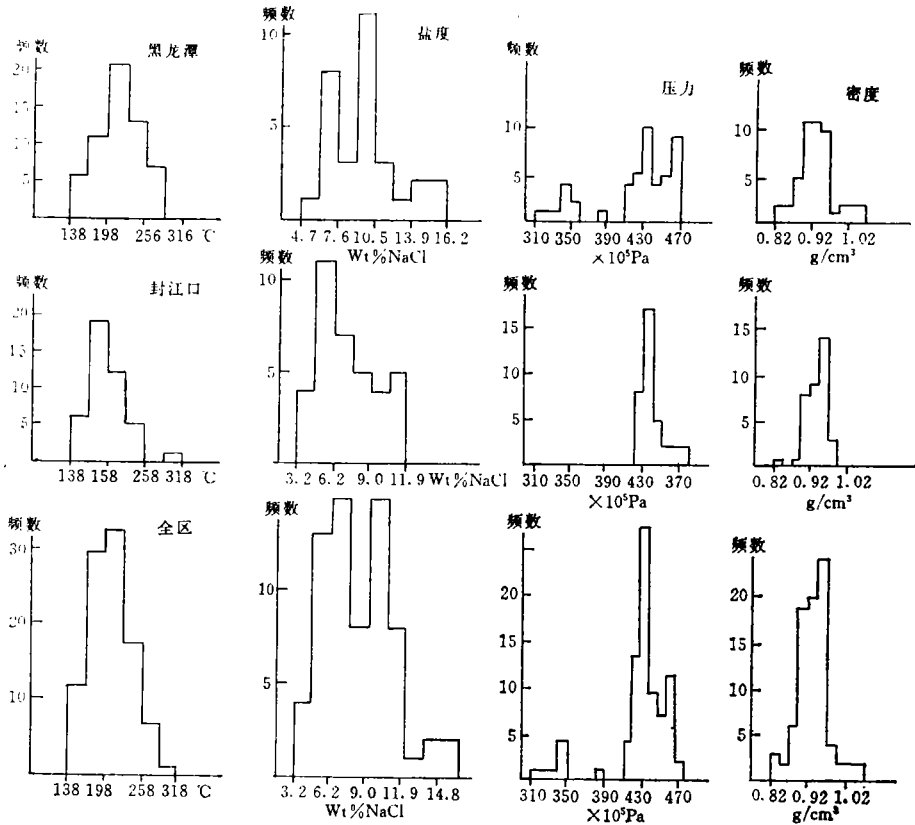 频数
黑龙潭
20
15
10
5
138 198 256 316 ℃
频数
盐度
10
5
4.7 7.6 10.5 13.9 16.2
Wt%NaCl
频数
压力
10
5
310 350 390 430 470
×10⁵Pa
频数
密度
10
5
0.82 0.92 1.02
g/cm³
频数
封江口
20
15
10
5
138 158 258 318 ℃
频数
10
5
3.2 6.2 9.0 11.9 Wt%NaCl
频数
15
10
5
310 350 390 430 370
×10⁵Pa
频数
15
10
5
0.82 0.92 1.02
g/cm³
频数
全区
30
20
10
138 198 258 318 ℃
频数
10
5
3.2 6.2 9.0 11.9 14.8
Wt%NaCl
频数
20
15
10
5
310 350 390 430 470
×10⁵Pa
频数
20
15
10
5
0.82 0.92 1.02
g/cm³